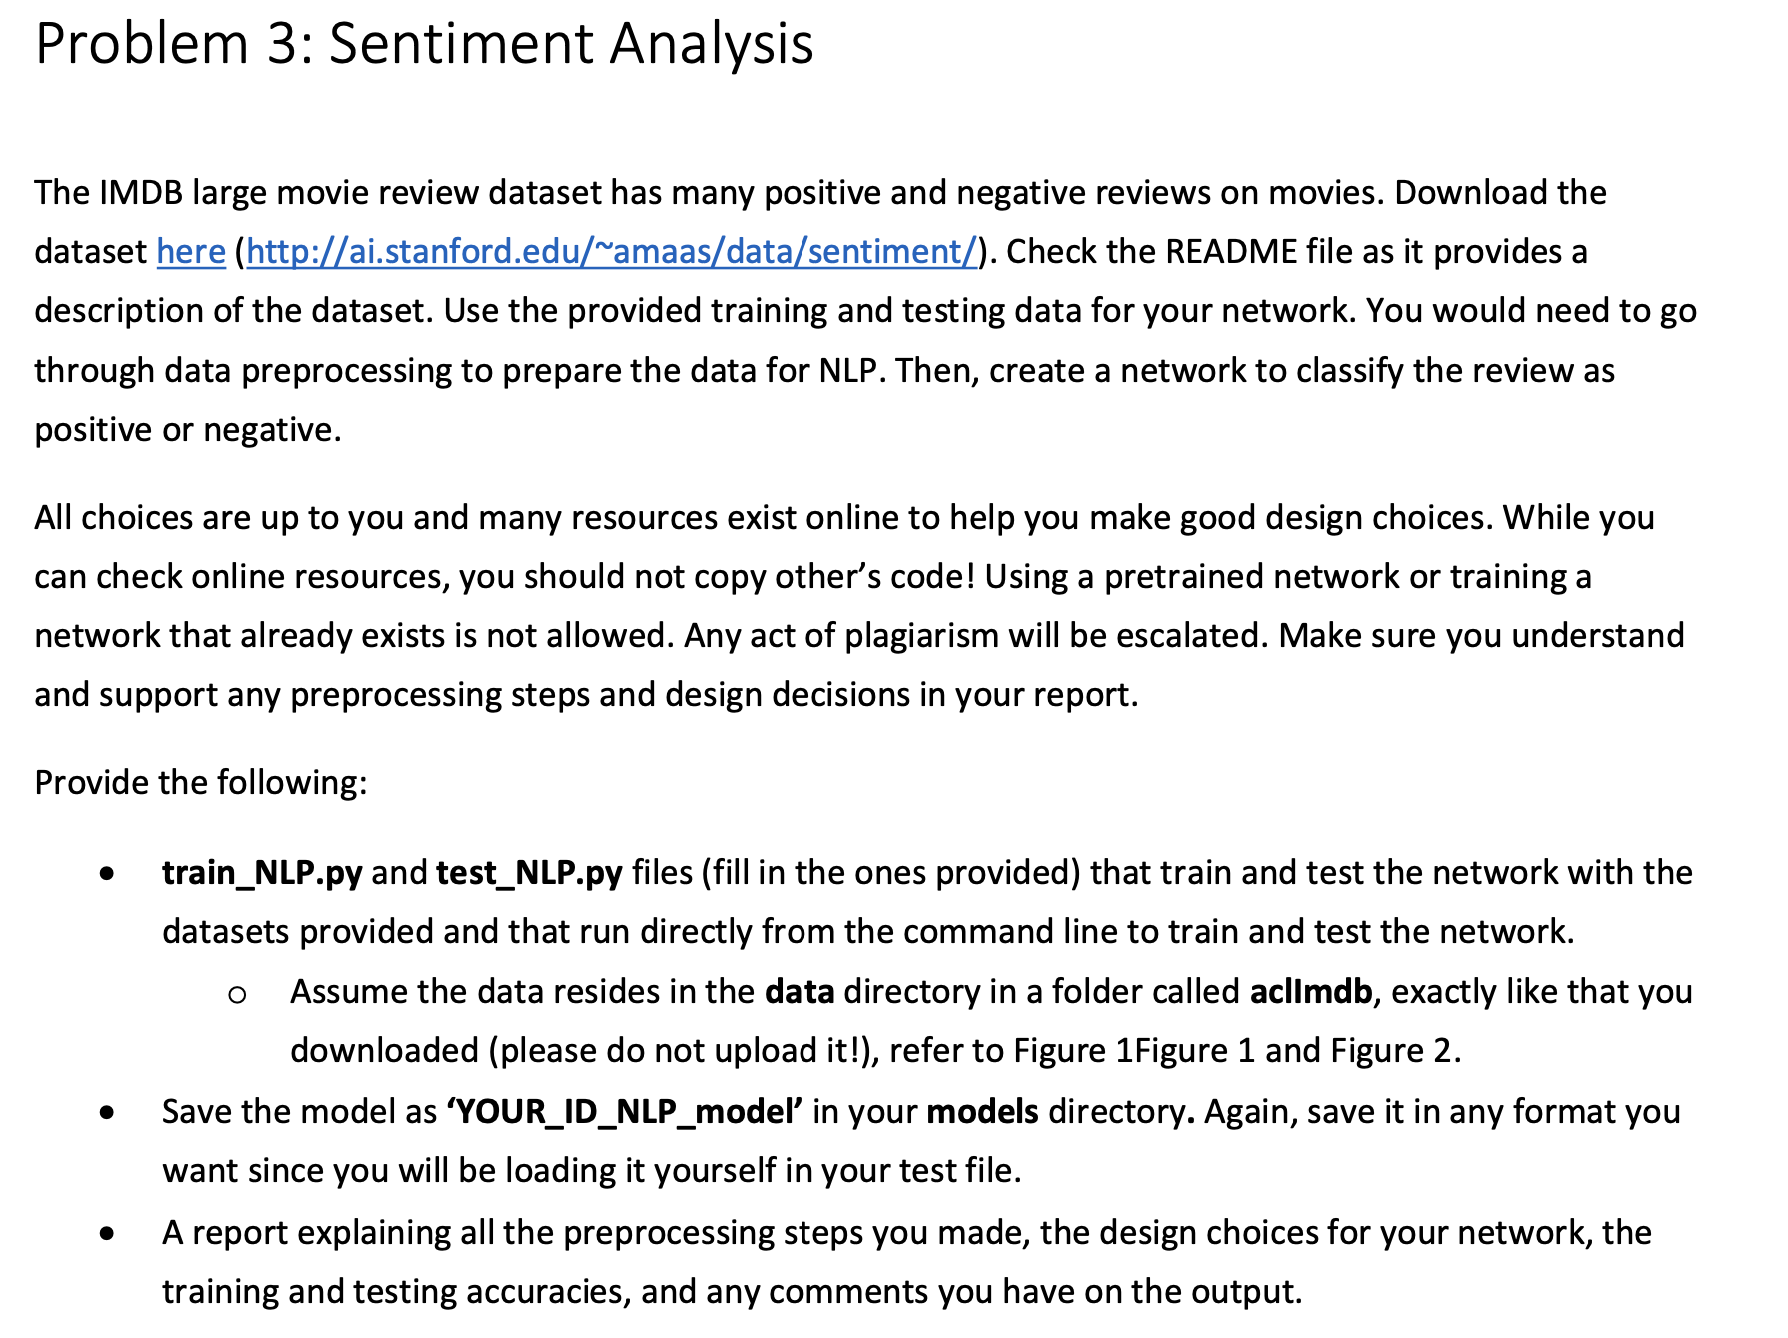 Problem 3: Sentiment Analysis
The IMDB large movie review dataset has many positive and negative reviews on movies. Download the
dataset here (http://ai.stanford.edu/~amaas/data/sentiment/). Check the README file as it provides a
description of the dataset. Use the provided training and testing data for your network. You would need to go
through data preprocessing to prepare the data for NLP. Then, create a network to classify the review as
positive or negative.
All choices are up to you and many resources exist online to help you make good design choices. While you
can check online resources, you should not copy other’s code! Using a pretrained network or training a
network that already exists is not allowed. Any act of plagiarism will be escalated. Make sure you understand
and support any preprocessing steps and design decisions in your report.
Provide the following:
• train_NLP.py and test_NLP.py files (fill in the ones provided) that train and test the network with the
datasets provided and that run directly from the command line to train and test the network.
○ Assume the data resides in the data directory in a folder called aclImdb, exactly like that you
downloaded (please do not upload it!), refer to Figure 1Figure 1 and Figure 2.
• Save the model as ‘YOUR_ID_NLP_model’ in your models directory. Again, save it in any format you
want since you will be loading it yourself in your test file.
• A report explaining all the preprocessing steps you made, the design choices for your network, the
training and testing accuracies, and any comments you have on the output.